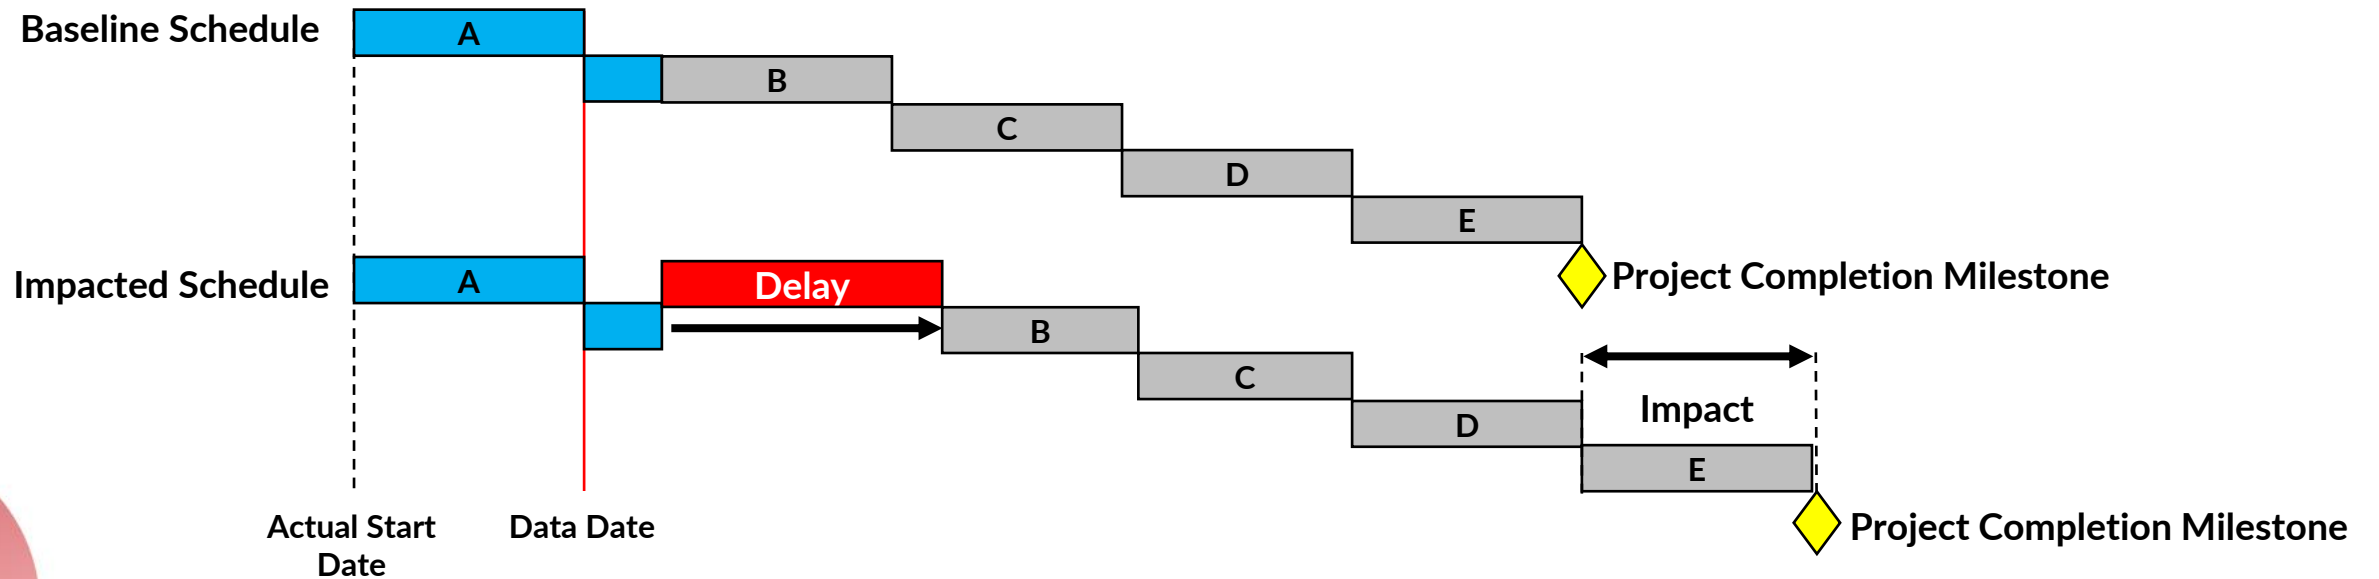 Baseline Schedule
A
B
C
D
E
Project Completion Milestone
Impacted Schedule
A
Delay
B
C
D
Impact
E
Project Completion Milestone
Actual Start
Date
Data Date